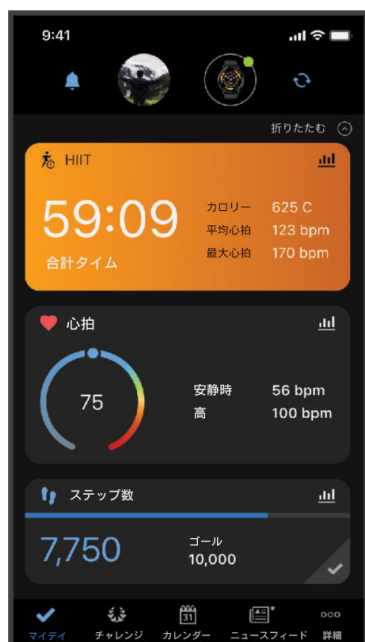 9:41
折りたたむ
HIIT
59:09
合計タイム
カロリー 625 C
平均心拍 123 bpm
最大心拍 170 bpm
心拍
75
安静時 56 bpm
高 100 bpm
ステップ数
7,750
ゴール
10,000
31
マイデイ チャレンジ カレンダー ニュースフィード 詳細